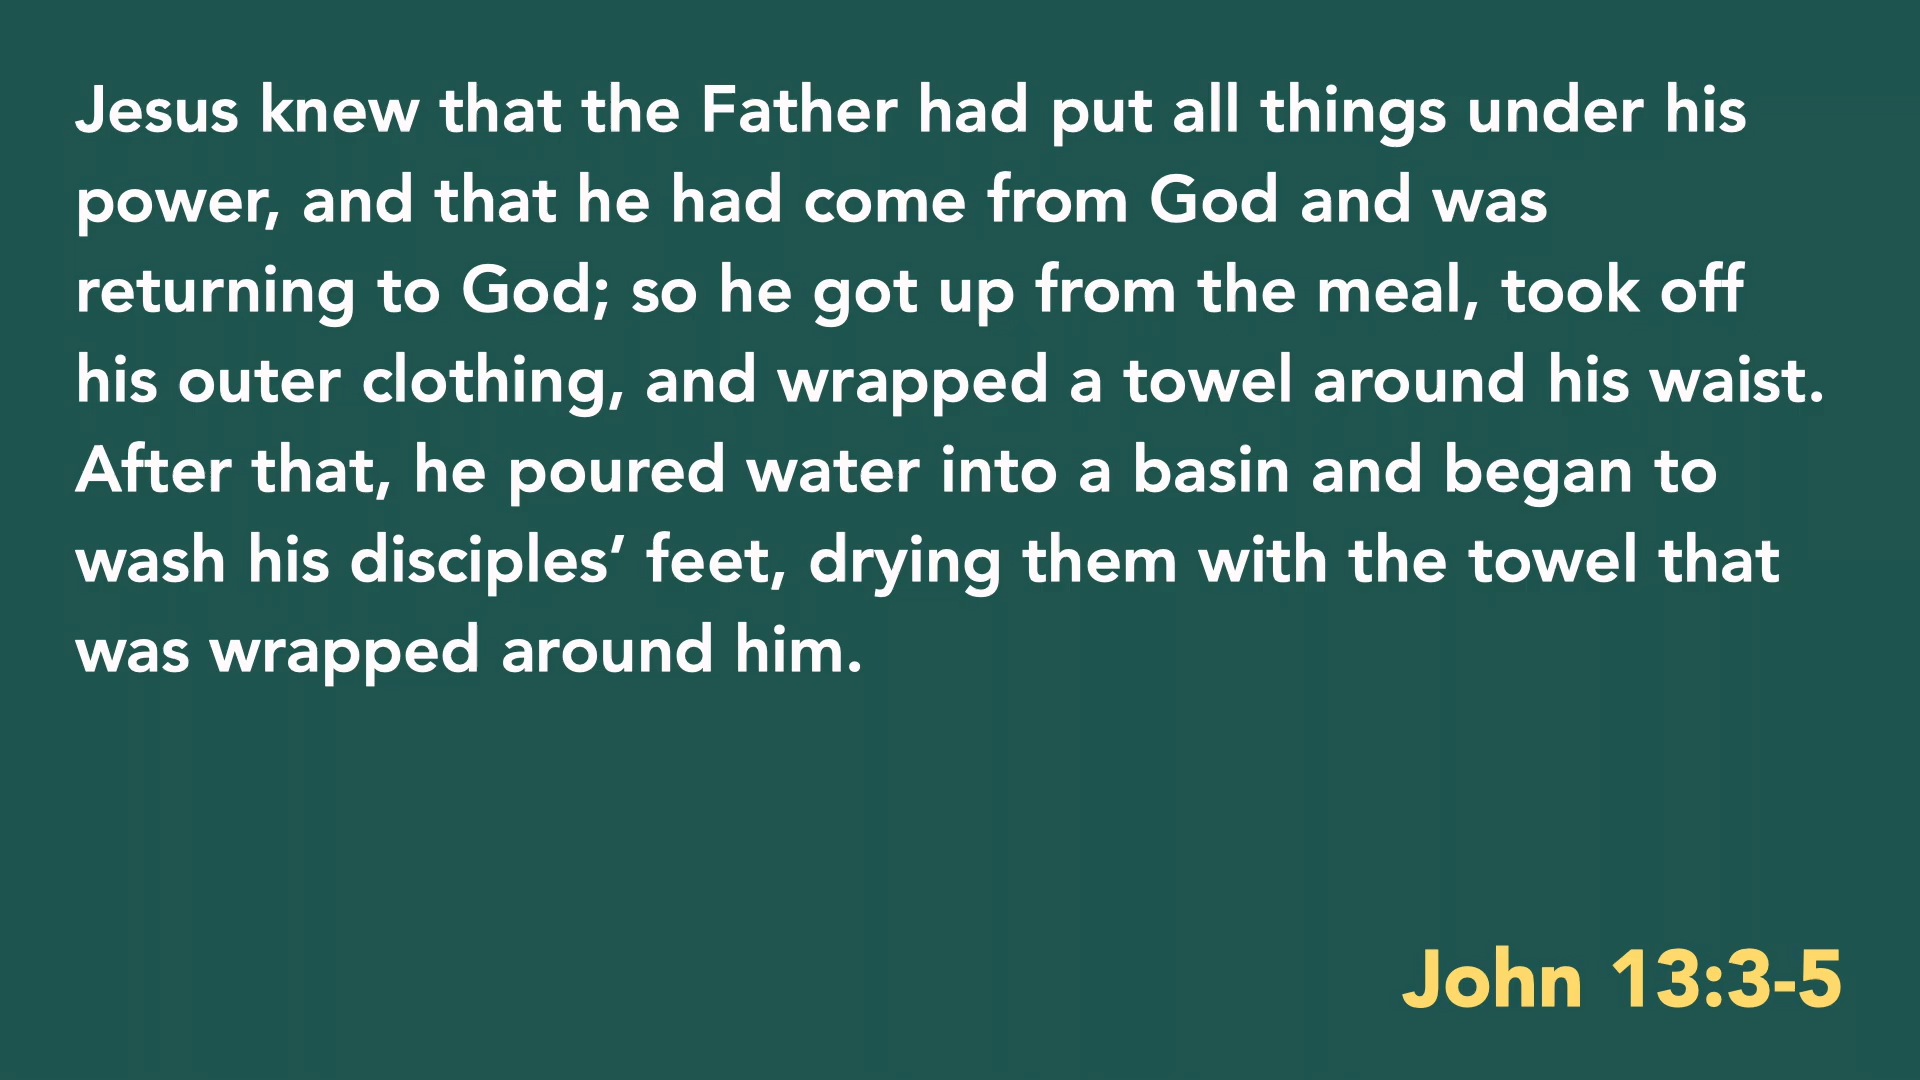 Jesus knew that the Father had put all things under his
power, and that he had come from God and was
returning to God; so he got up from the meal, took off
his outer clothing, and wrapped a towel around his waist.
After that, he poured water into a basin and began to
wash his disciples’ feet, drying them with the towel that
was wrapped around him.
John 13:3-5